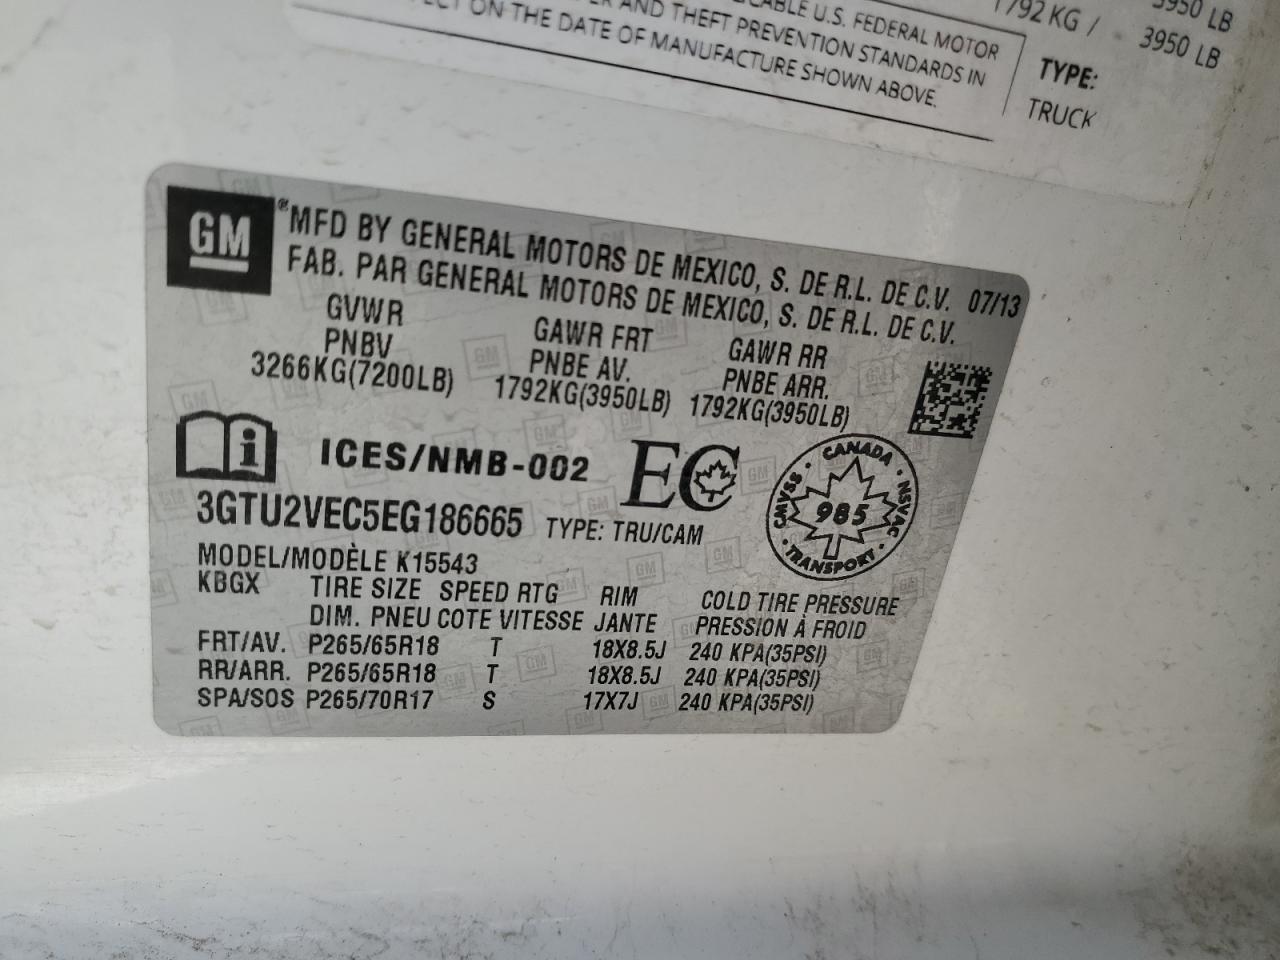 CABLE U.S. FEDERAL MOTOR
AND THEFT PREVENTION STANDARDS IN
ON THE DATE OF MANUFACTURE SHOWN ABOVE.
1792 KG / 3950 LB
3950 LB
TYPE:
TRUCK
GM
®MFD BY GENERAL MOTORS DE MEXICO, S. DE R.L. DE C.V. 07/13
FAB. PAR GENERAL MOTORS DE MEXICO, S. DE R.L. DE C.V.
GVWR GAWR FRT GAWR RR
PNBV PNBE AV. PNBE ARR.
3266KG(7200LB) 1792KG(3950LB) 1792KG(3950LB)
i ICES/NMB-002 EC
CANADA · NSVAC · TRANSPORT · CMVSS ·
985
3GTU2VEC5EG186665 TYPE: TRU/CAM
MODEL/MODÈLE K15543
KBGX TIRE SIZE SPEED RTG RIM COLD TIRE PRESSURE
DIM. PNEU COTE VITESSE JANTE PRESSION À FROID
FRT/AV. P265/65R18 T 18X8.5J 240 KPA(35PSI)
RR/ARR. P265/65R18 T 18X8.5J 240 KPA(35PSI)
SPA/SOS P265/70R17 S 17X7J 240 KPA(35PSI)